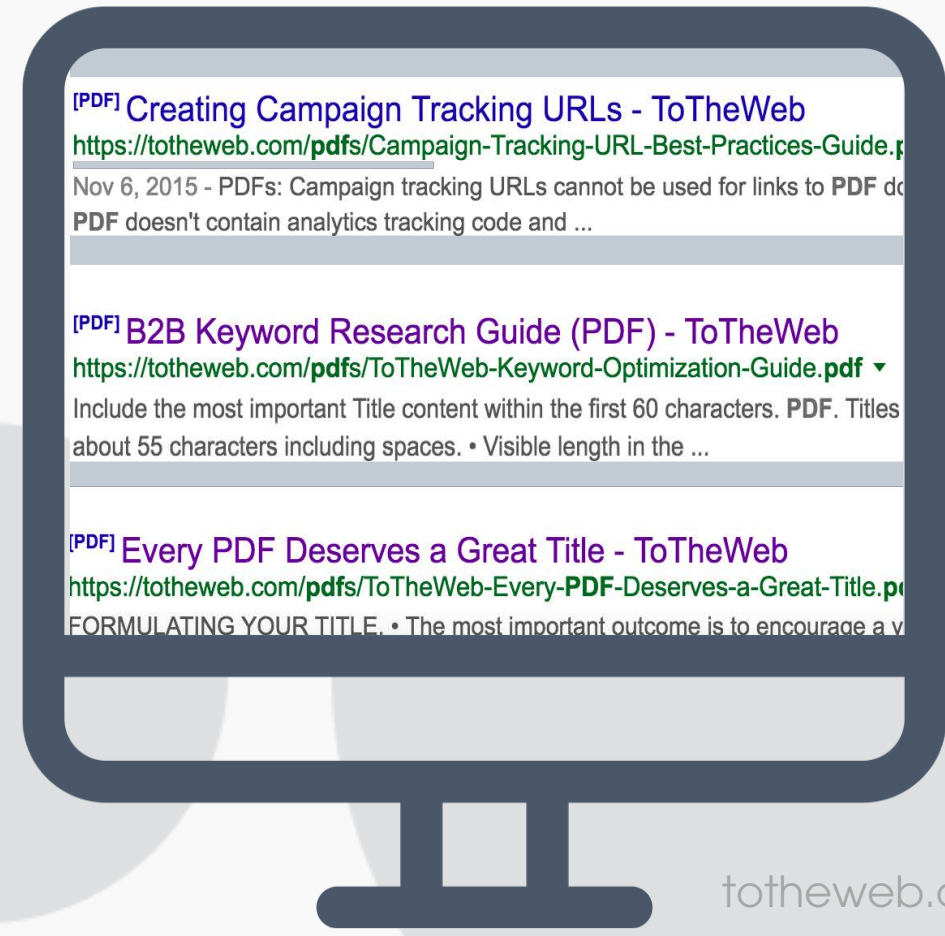 [PDF] Creating Campaign Tracking URLs - ToTheWeb
https://totheweb.com/pdfs/Campaign-Tracking-URL-Best-Practices-Guide.p
Nov 6, 2015 - PDFs: Campaign tracking URLs cannot be used for links to PDF do
PDF doesn't contain analytics tracking code and ...
[PDF] B2B Keyword Research Guide (PDF) - ToTheWeb
https://totheweb.com/pdfs/ToTheWeb-Keyword-Optimization-Guide.pdf
Include the most important Title content within the first 60 characters. PDF. Titles
about 55 characters including spaces. • Visible length in the ...
[PDF] Every PDF Deserves a Great Title - ToTheWeb
https://totheweb.com/pdfs/ToTheWeb-Every-PDF-Deserves-a-Great-Title.p
FORMULATING YOUR TITLE. • The most important outcome is to encourage a v
totheweb.c